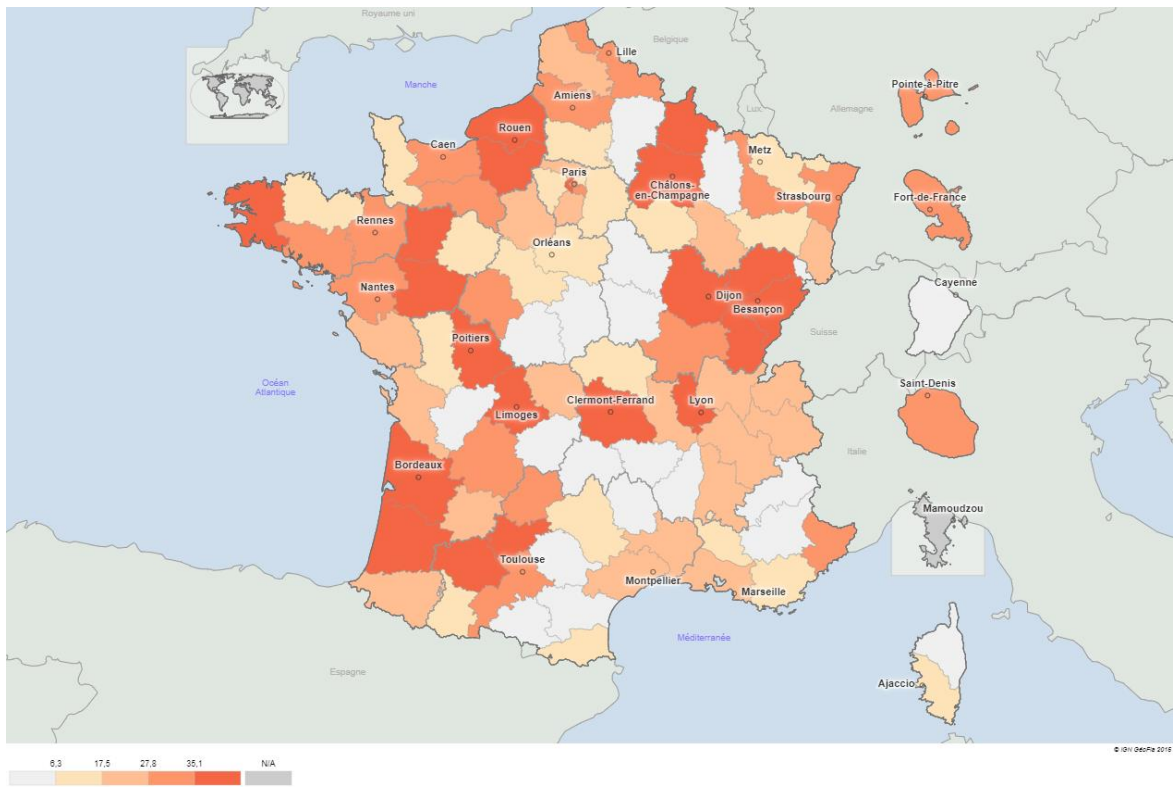 Royaume uni
Belgique
Lille
Manche
Amiens
Lux.
Allemagne
Pointe-à-Pitre
Rouen
Caen
Metz
Paris
Châlons-
en-Champagne
Strasbourg
Fort-de-France
Rennes
Orléans
Nantes
Dijon
Besançon
Cayenne
Poitiers
Suisse
Océan
Atlantique
Limoges
Clermont-Ferrand
Lyon
Saint-Denis
Italie
Bordeaux
Mamoudzou
Toulouse
Montpellier
Marseille
Méditerranée
Espagne
Ajaccio
© IGN GéoFla 2015
6,3 17,5 27,8 35,1 N/A